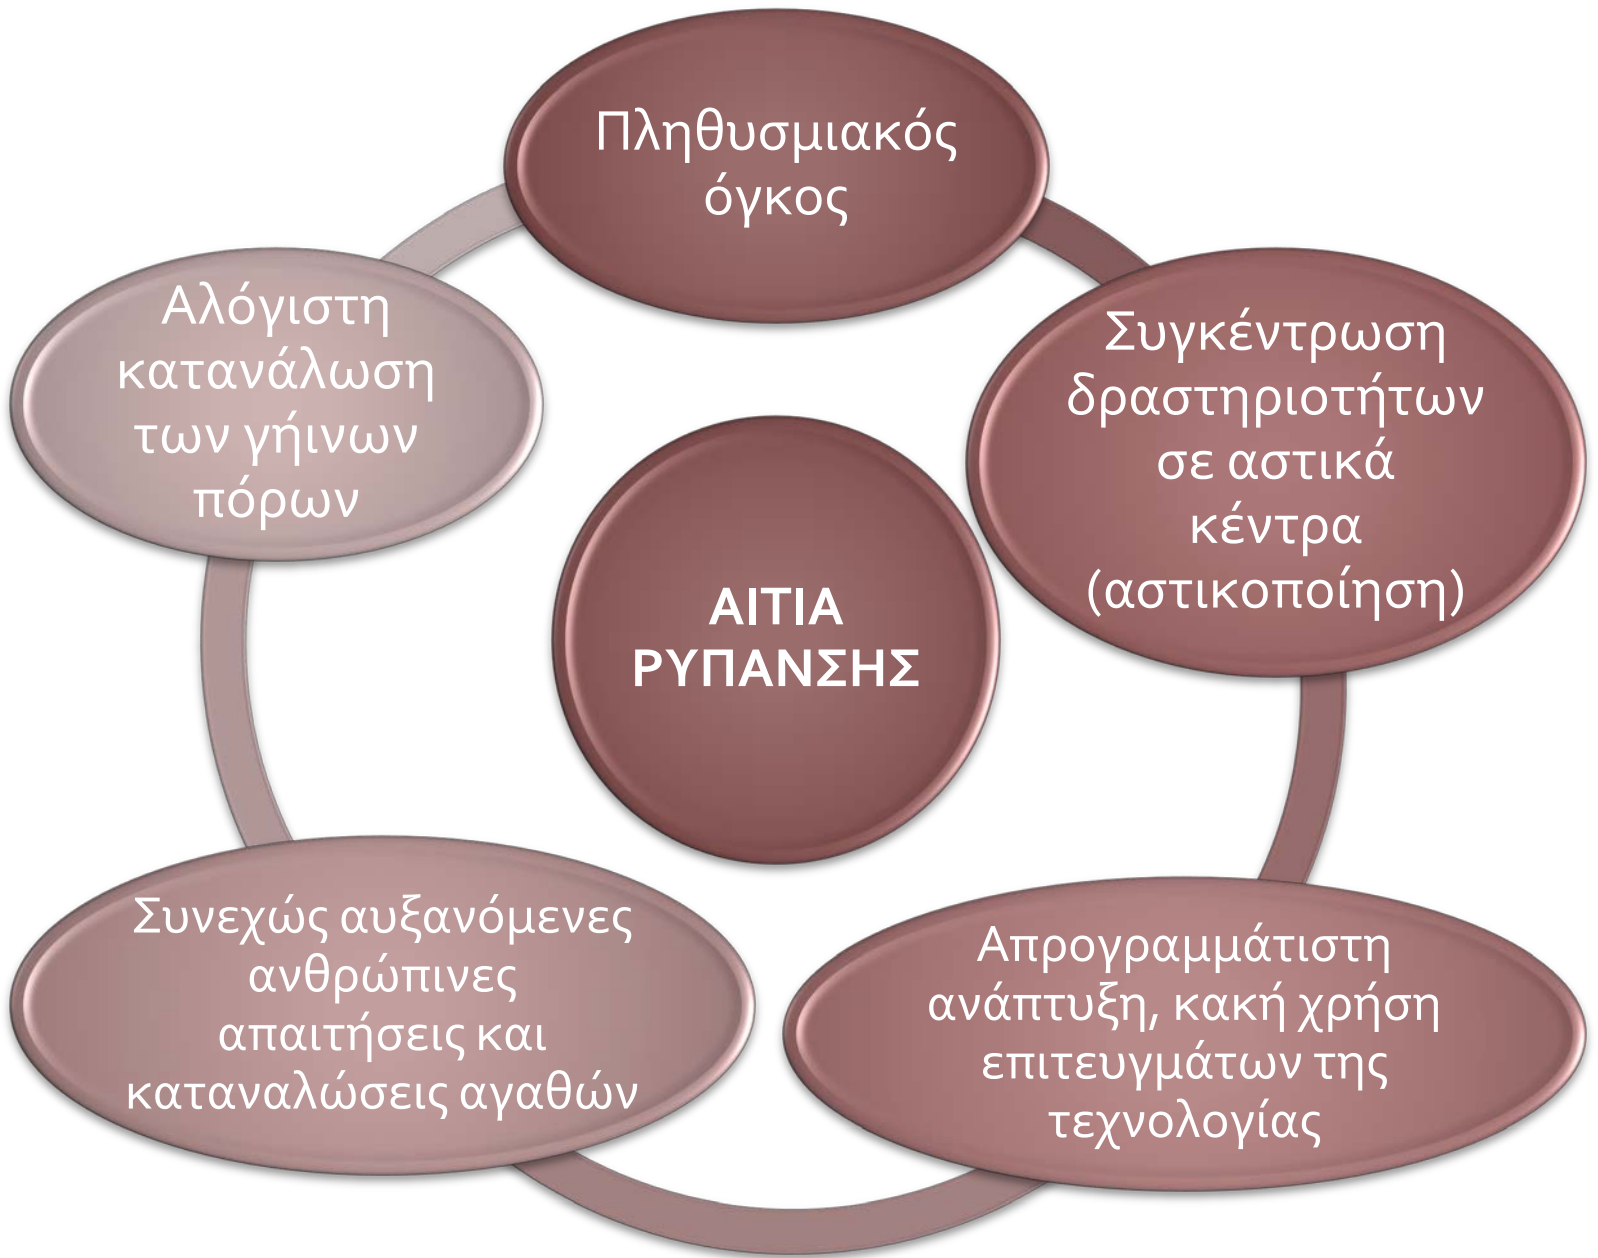 Πληθυσμιακός
όγκος
Συγκέντρωση
δραστηριοτήτων
σε αστικά
κέντρα
(αστικοποίηση)
Απρογραμμάτιστη
ανάπτυξη, κακή χρήση
επιτευγμάτων της
τεχνολογίας
Συνεχώς αυξανόμενες
ανθρώπινες
απαιτήσεις και
καταναλώσεις αγαθών
Αλόγιστη
κατανάλωση
των γήινων
πόρων
ΑΙΤΙΑ
ΡΥΠΑΝΣΗΣ